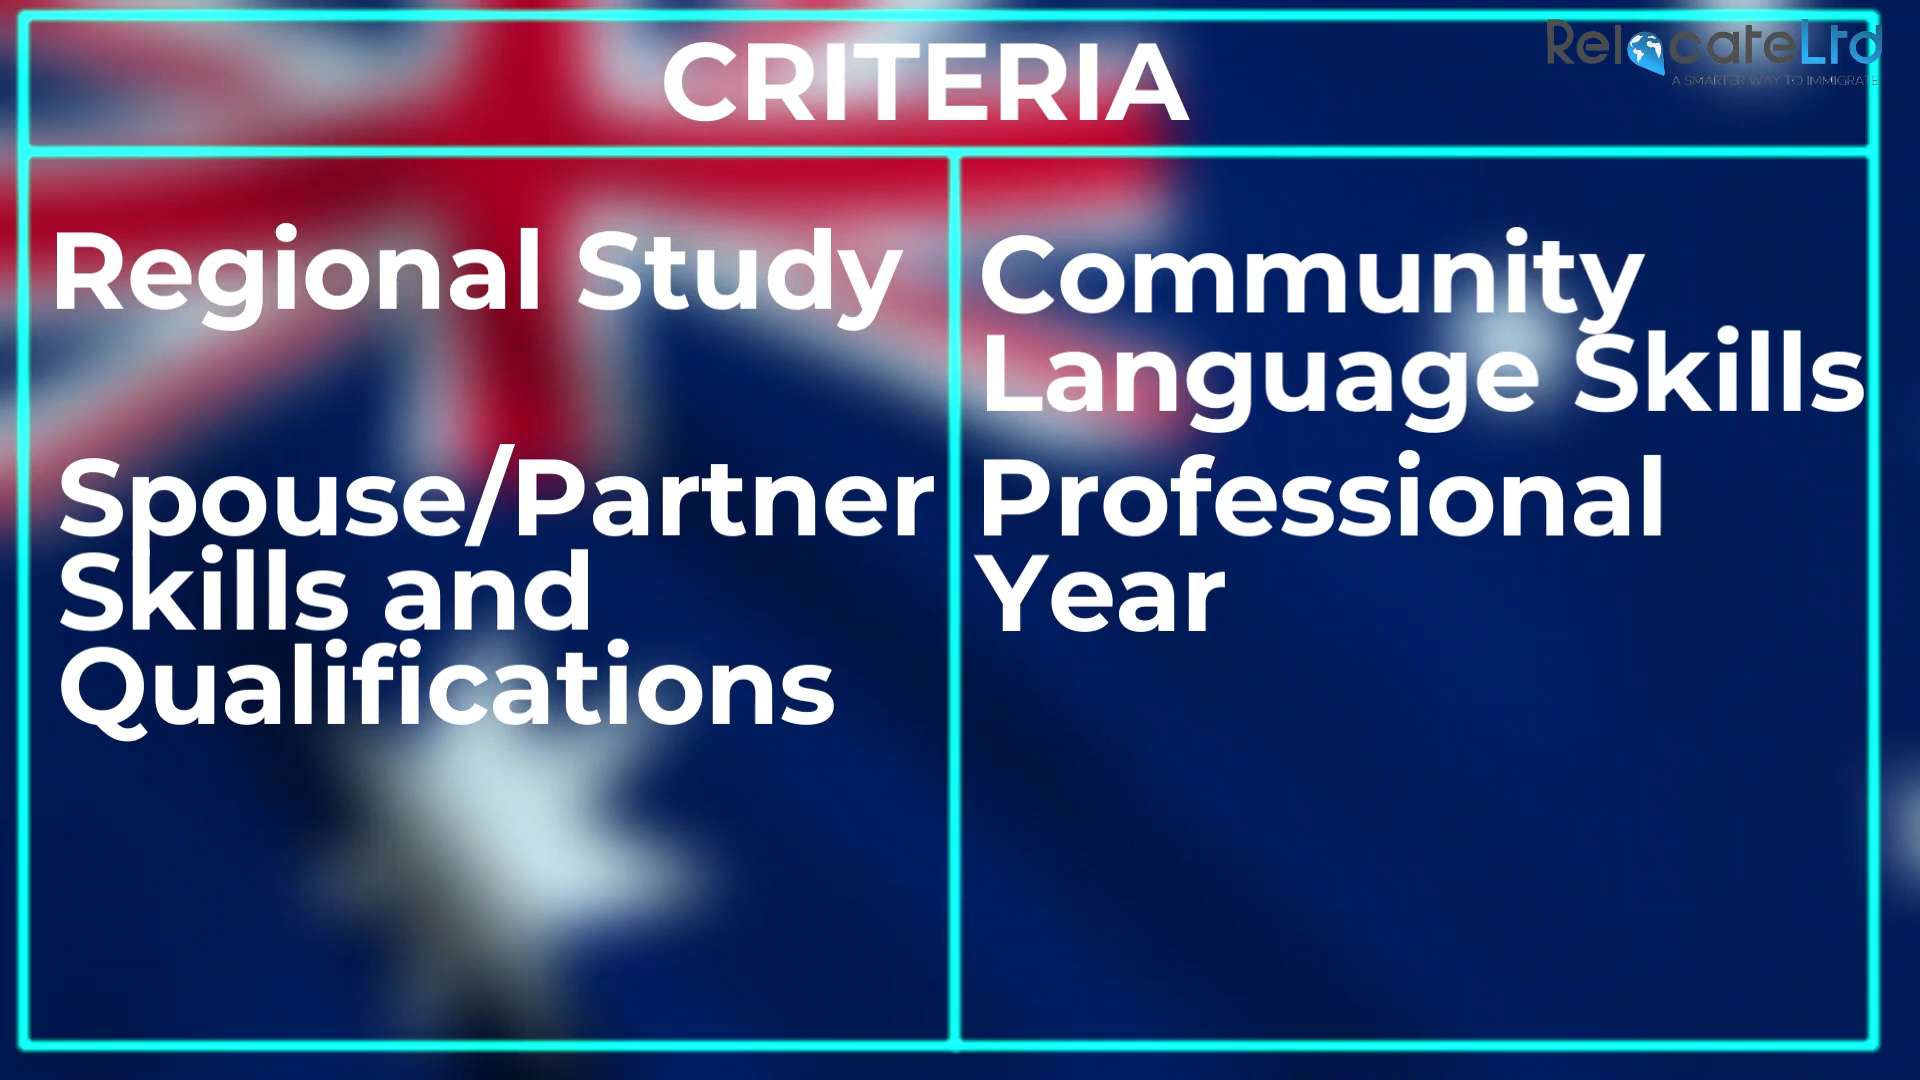 RelocateLtd
A SMARTER WAY TO IMMIGRATE
CRITERIA
Regional Study
Spouse/Partner
Skills and
Qualifications
Community
Language Skills
Professional
Year